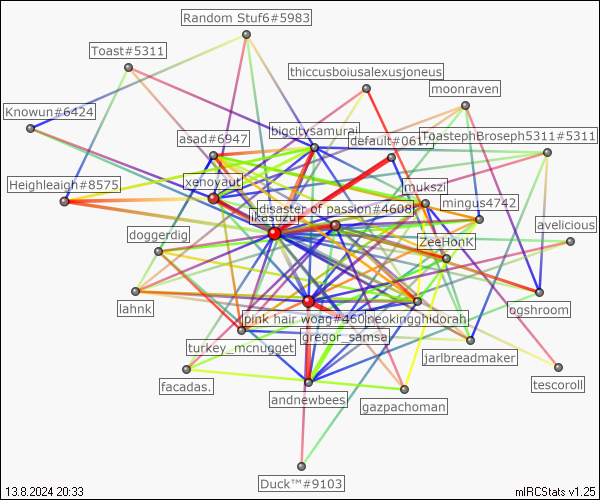 Random Stuf6#5983
Toast#5311
thiccusboiusalexusjoneus
moonraven
Knowun#6424
bigcitysamurai
asad#6947
default#0617
ToastephBroseph5311#5311
Heighleaigh#8575
xenoyaut
mukszi
mingus4742
disaster of passion#4608
ikasuzur
avelicious
doggerdig
ZeeHonK
lahnk
ogshroom
pink hair woag#460
neokingghidorah
gregor_samsa
turkey_mcnugget
jarlbreadmaker
facadas.
andnewbees
gazpachoman
tescoroll
Duck™#9103
13.8.2024 20:33
mIRCStats v1.25